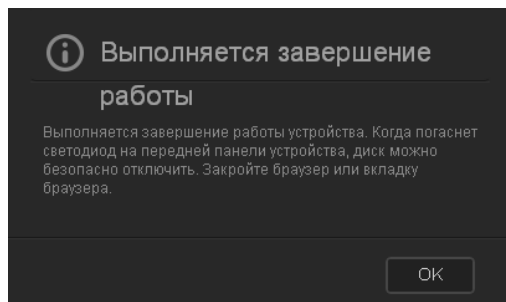 Выполняется завершение
работы
Выполняется завершение работы устройства. Когда погаснет
светодиод на передней панели устройства, диск можно
безопасно отключить. Закройте браузер или вкладку
браузера.
OK